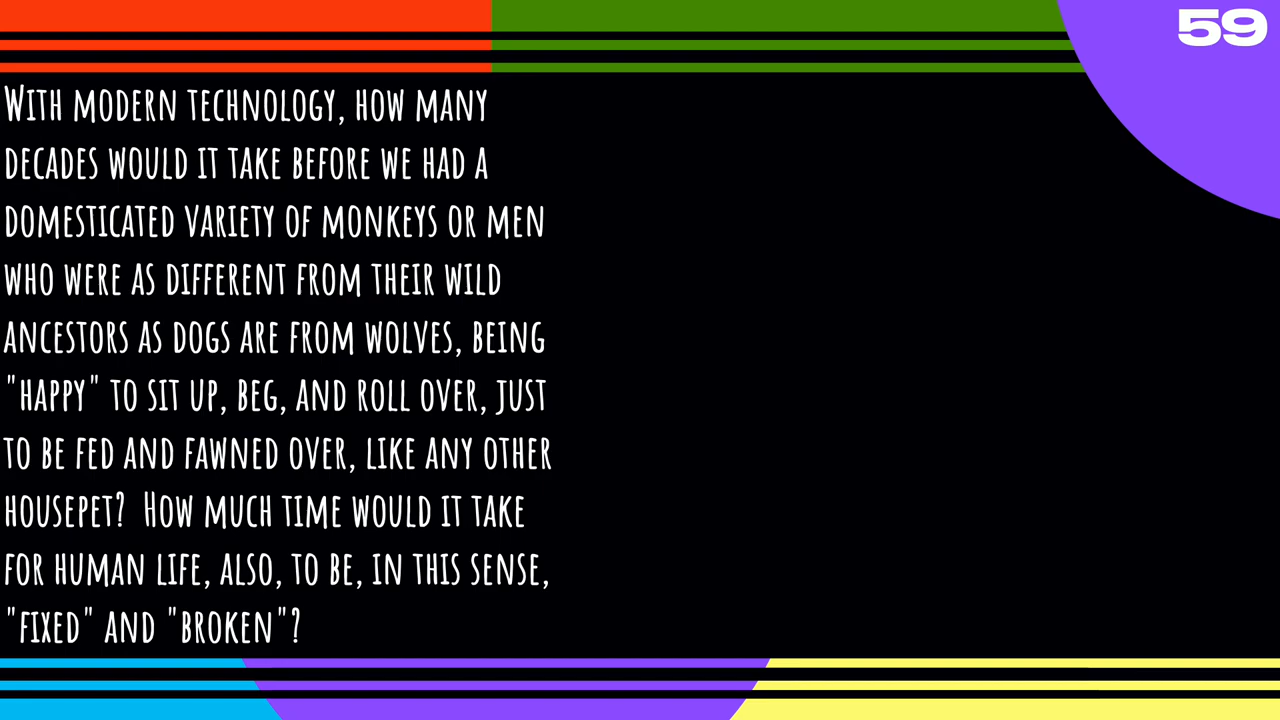 59
With modern technology, how many
decades would it take before we had a
domesticated variety of monkeys or men
who were as different from their wild
ancestors as dogs are from wolves, being
"happy" to sit up, beg, and roll over, just
to be fed and fawned over, like any other
housepet?  How much time would it take
for human life, also, to be, in this sense,
"fixed" and "broken"?